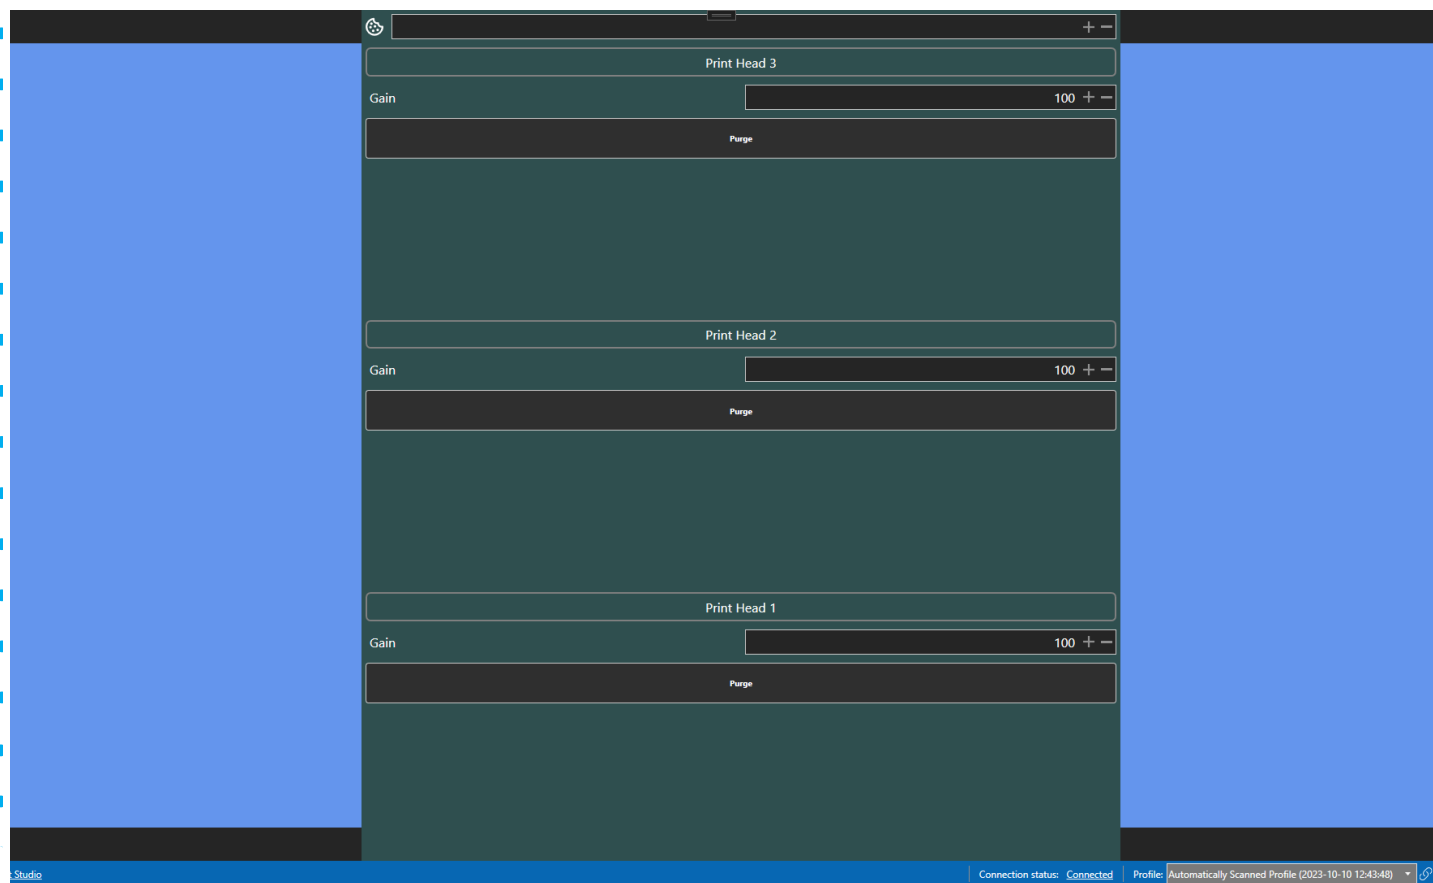 Print Head 3
Gain 100
Purge
Print Head 2
Gain 100
Purge
Print Head 1
Gain 100
Purge
Studio Connection status: Connected Profile: Automatically Scanned Profile (2023-10-10 12:43:48)